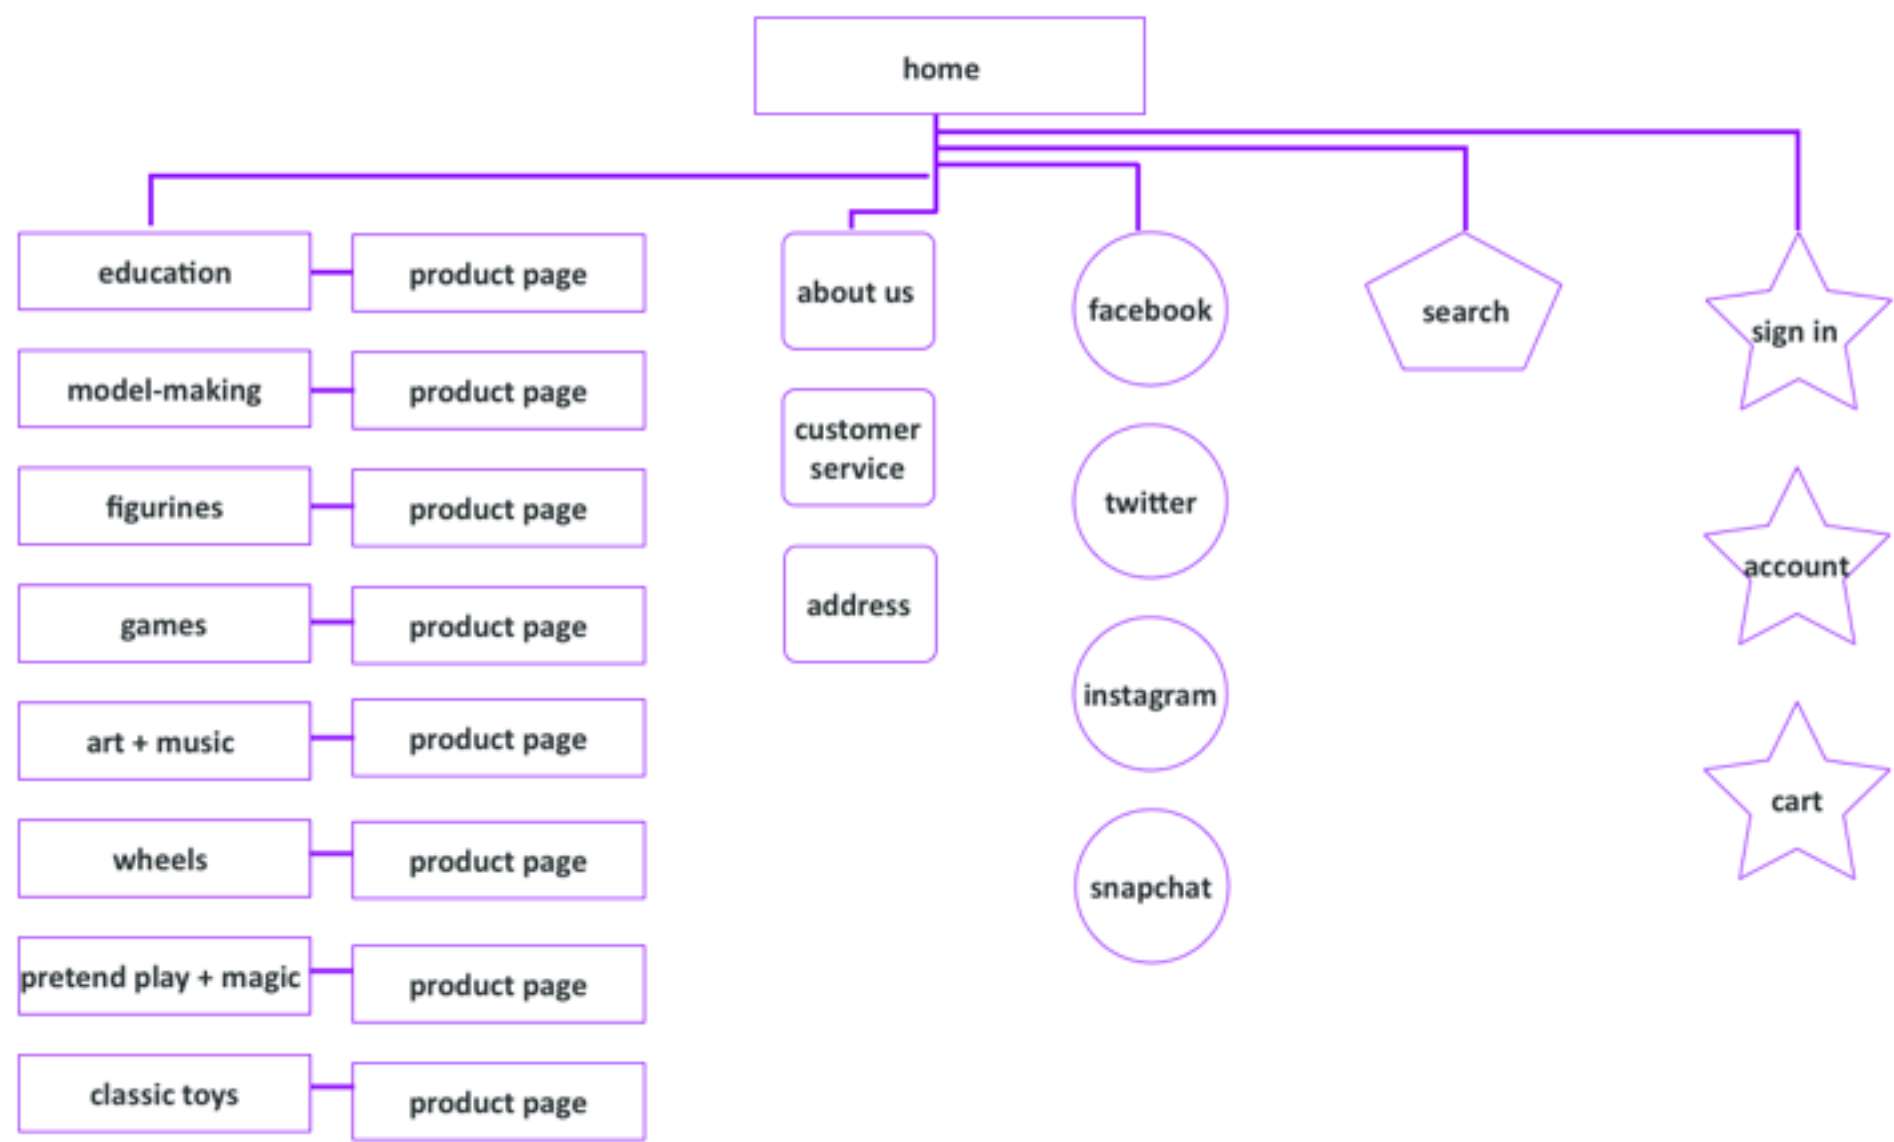 home
education
product page
model-making
product page
figurines
product page
games
product page
art + music
product page
wheels
product page
pretend play + magic
product page
classic toys
product page
about us
customer
service
address
facebook
twitter
instagram
snapchat
search
sign in
account
cart